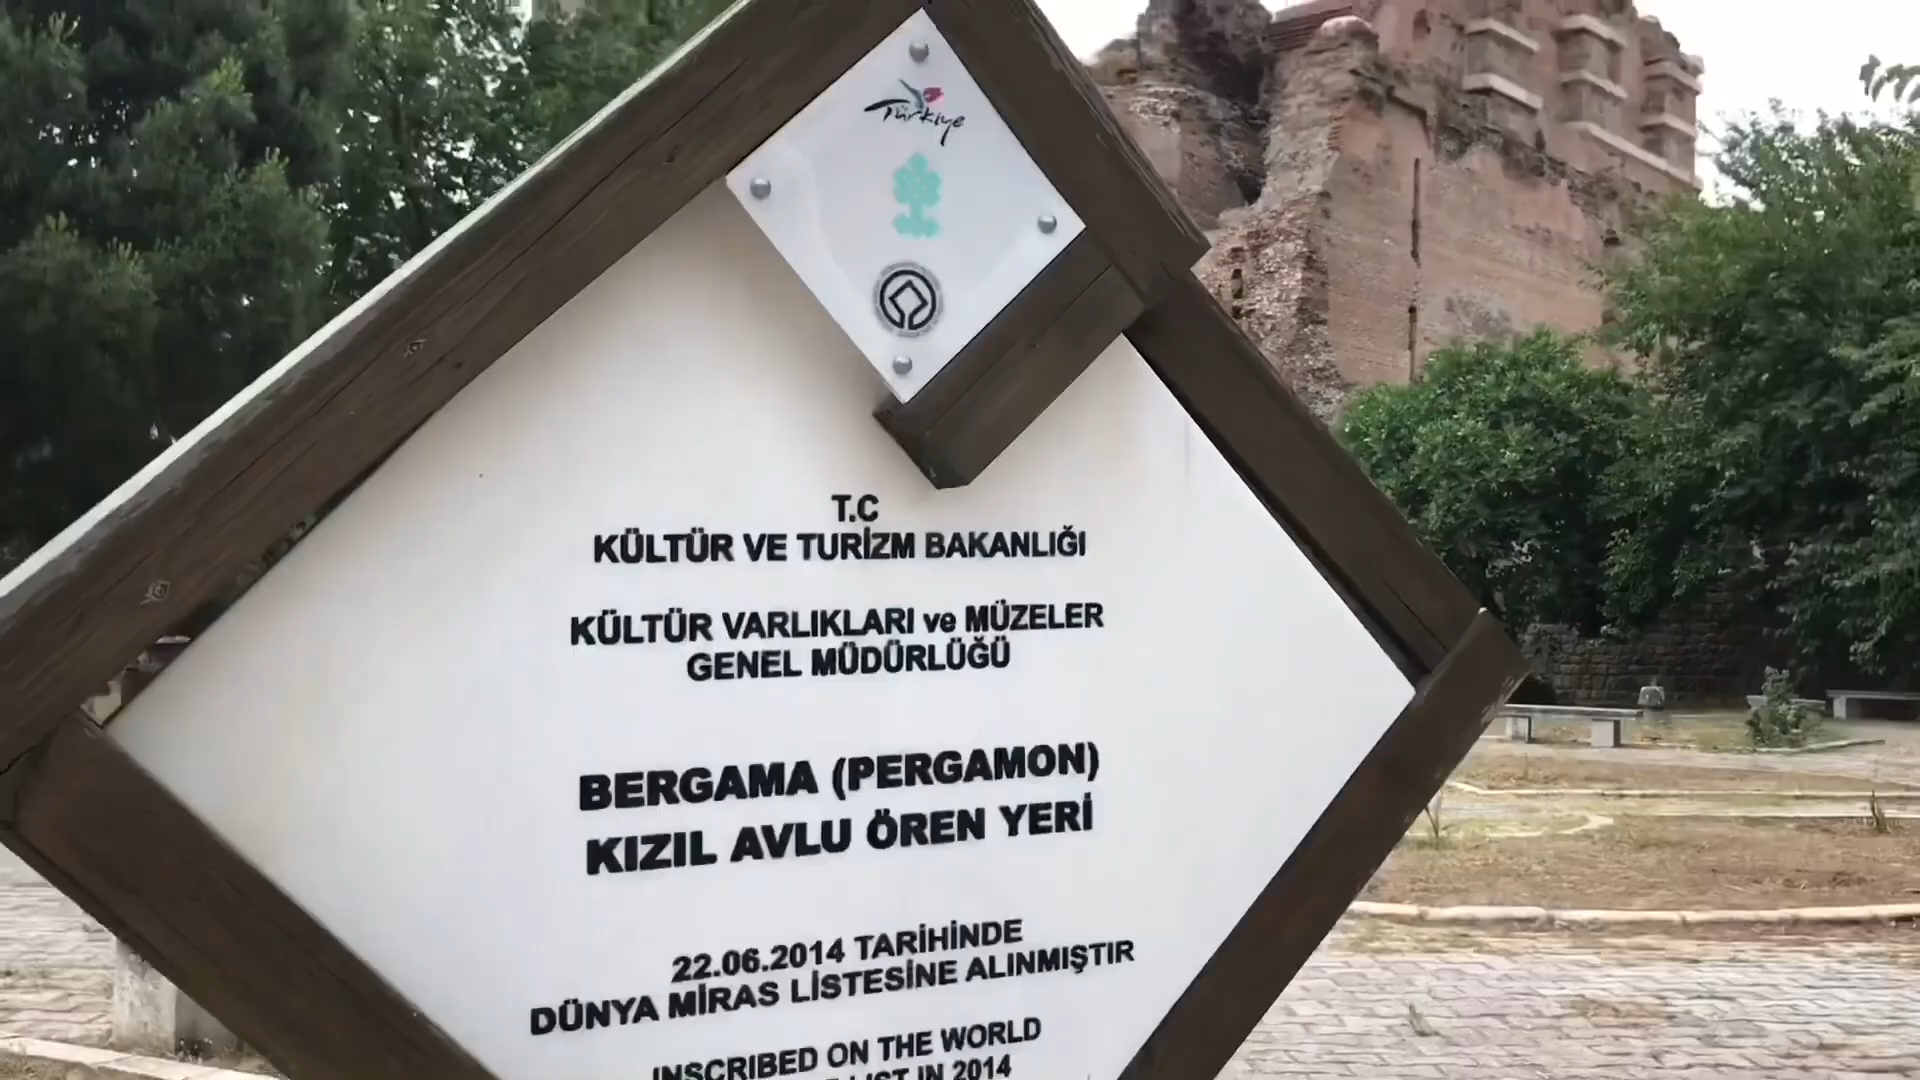 Türkiye
T.C
KÜLTÜR VE TURİZM BAKANLIĞI
KÜLTÜR VARLIKLARI ve MÜZELER
GENEL MÜDÜRLÜĞÜ
BERGAMA (PERGAMON)
KIZIL AVLU ÖREN YERİ
22.06.2014 TARİHİNDE
DÜNYA MİRAS LİSTESİNE ALINMIŞTIR
INSCRIBED ON THE WORLD
LIST IN 2014